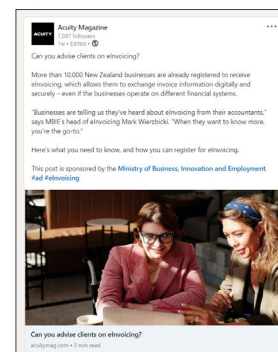 ACUITY
Acuity Magazine
7,087 followers
1w • Edited •
Can you advise clients on eInvoicing?
More than 10,000 New Zealand businesses are already registered to receive
eInvoicing, which allows them to exchange invoice information digitally and
securely – even if the businesses operate on different financial systems.
"Businesses are telling us they've heard about eInvoicing from their accountants,"
says MBIE's head of eInvoicing Mark Wierzbicki. "When they want to know more,
you're the go-to."
Here's what you need to know, and how you can register for eInvoicing.
This post is sponsored by the Ministry of Business, Innovation and Employment.
#ad #eInvoicing
Can you advise clients on eInvoicing?
acuitymag.com • 3 min read